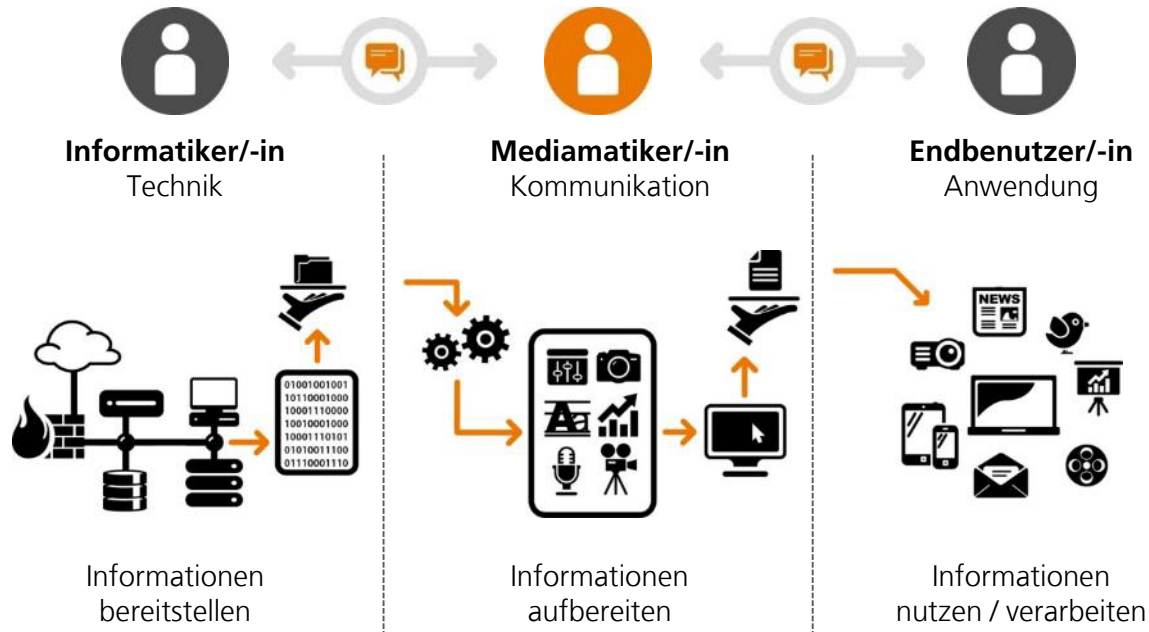 Informatiker/-in
Technik
Mediamatiker/-in
Kommunikation
Endbenutzer/-in
Anwendung
01001001001
10110001000
10001110000
10010001000
10001110101
01010011100
01110001110
Aa
NEWS
Informationen
bereitstellen
Informationen
aufbereiten
Informationen
nutzen / verarbeiten